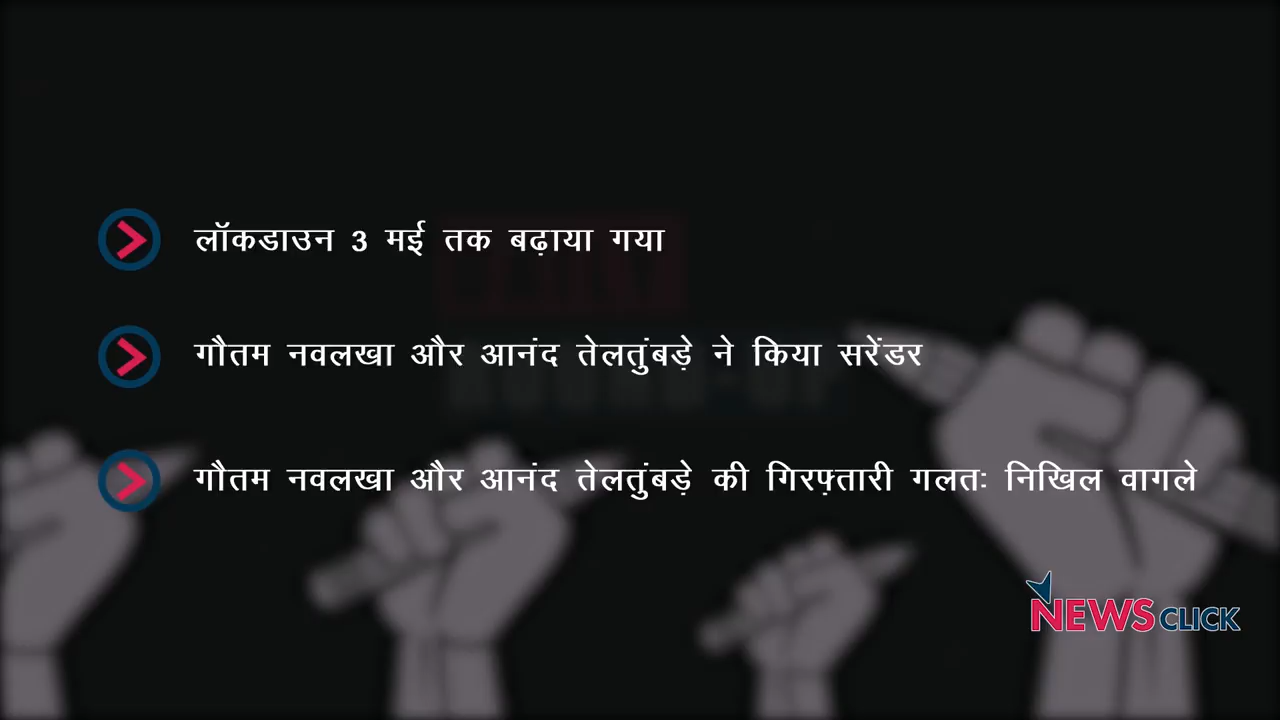 लॉकडाउन 3 मई तक बढ़ाया गया
गौतम नवलखा और आनंद तेलतुंबड़े ने किया सरेंडर
गौतम नवलखा और आनंद तेलतुंबड़े की गिरफ़्तारी गलतः निखिल वागले
NEWSCLICK